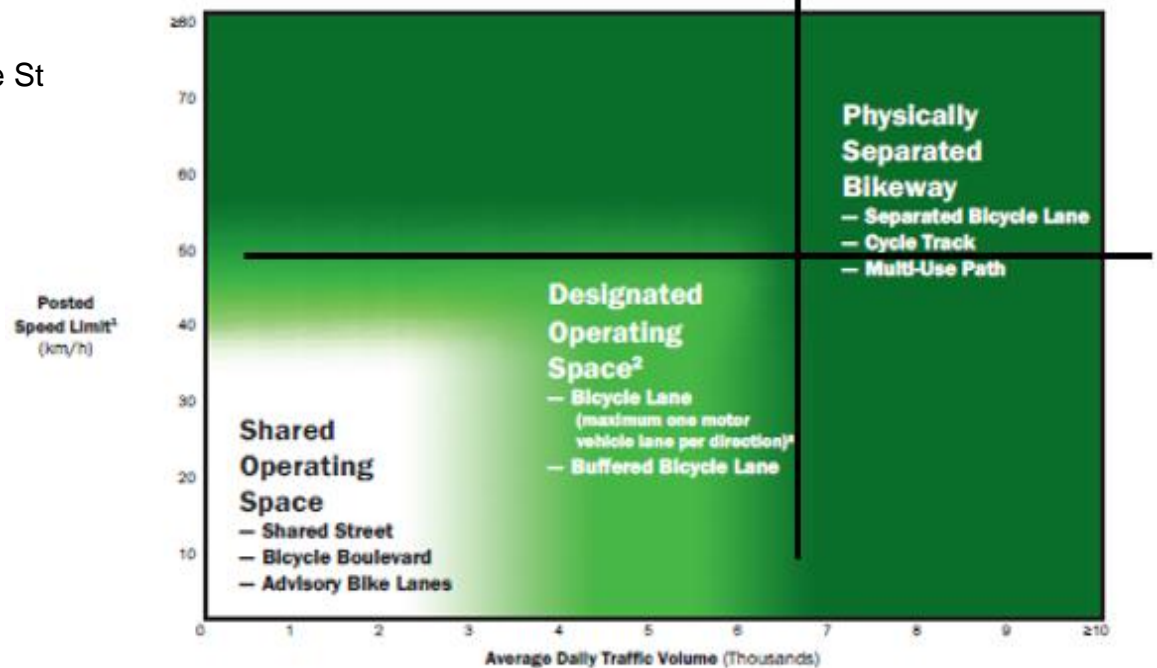 e St
≥80
70
60
50
40
30
20
10
Posted
Speed Limit¹
(km/h)
Physically
Separated
Bikeway
— Separated Bicycle Lane
— Cycle Track
— Multi-Use Path
Designated
Operating
Space²
— Bicycle Lane
(maximum one motor
vehicle lane per direction)
— Buffered Bicycle Lane
Shared
Operating
Space
— Shared Street
— Bicycle Boulevard
— Advisory Bike Lanes
0 1 2 3 4 5 6 7 8 9 ≥10
Average Daily Traffic Volume (Thousands)